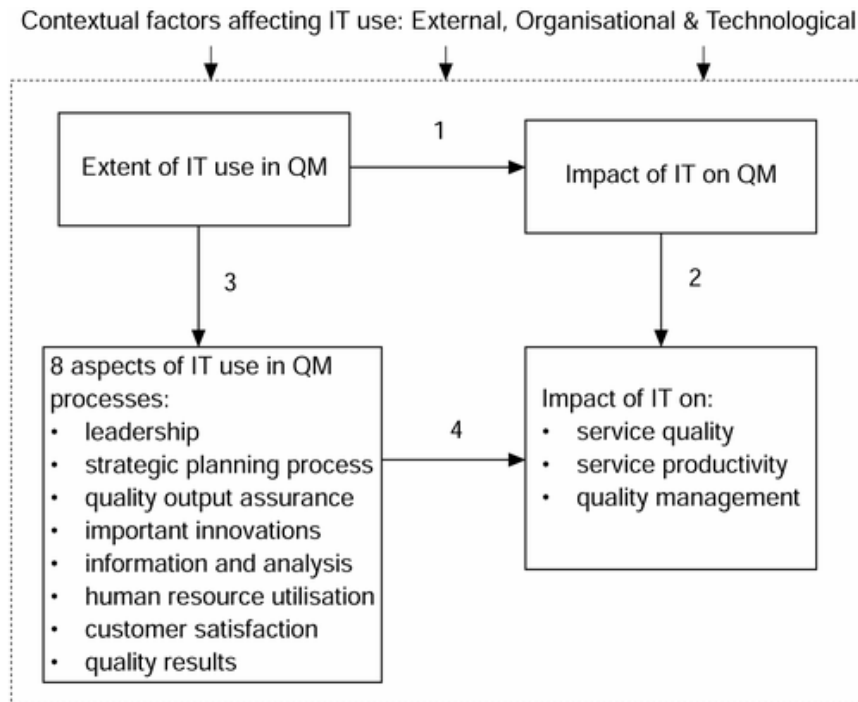 Contextual factors affecting IT use: External, Organisational & Technological
Extent of IT use in QM
1
Impact of IT on QM
3
2
8 aspects of IT use in QM
processes:
• leadership
• strategic planning process
• quality output assurance
• important innovations
• information and analysis
• human resource utilisation
• customer satisfaction
• quality results
4
Impact of IT on:
• service quality
• service productivity
• quality management